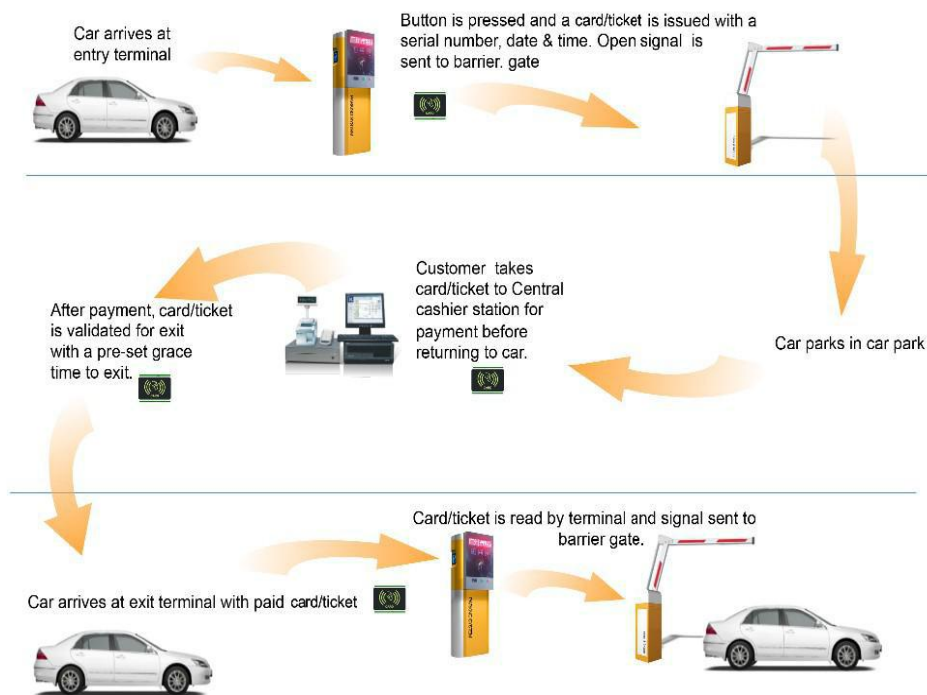 Car arrives at
entry terminal
Button is pressed and a card/ticket is issued with a
serial number, date & time. Open signal is
sent to barrier. gate
Customer takes
card/ticket to Central
cashier station for
payment before
returning to car.
After payment, card/ticket
is validated for exit
with a pre-set grace
time to exit.
Car parks in car park
Card/ticket is read by terminal and signal sent to
barrier gate.
Car arrives at exit terminal with paid card/ticket